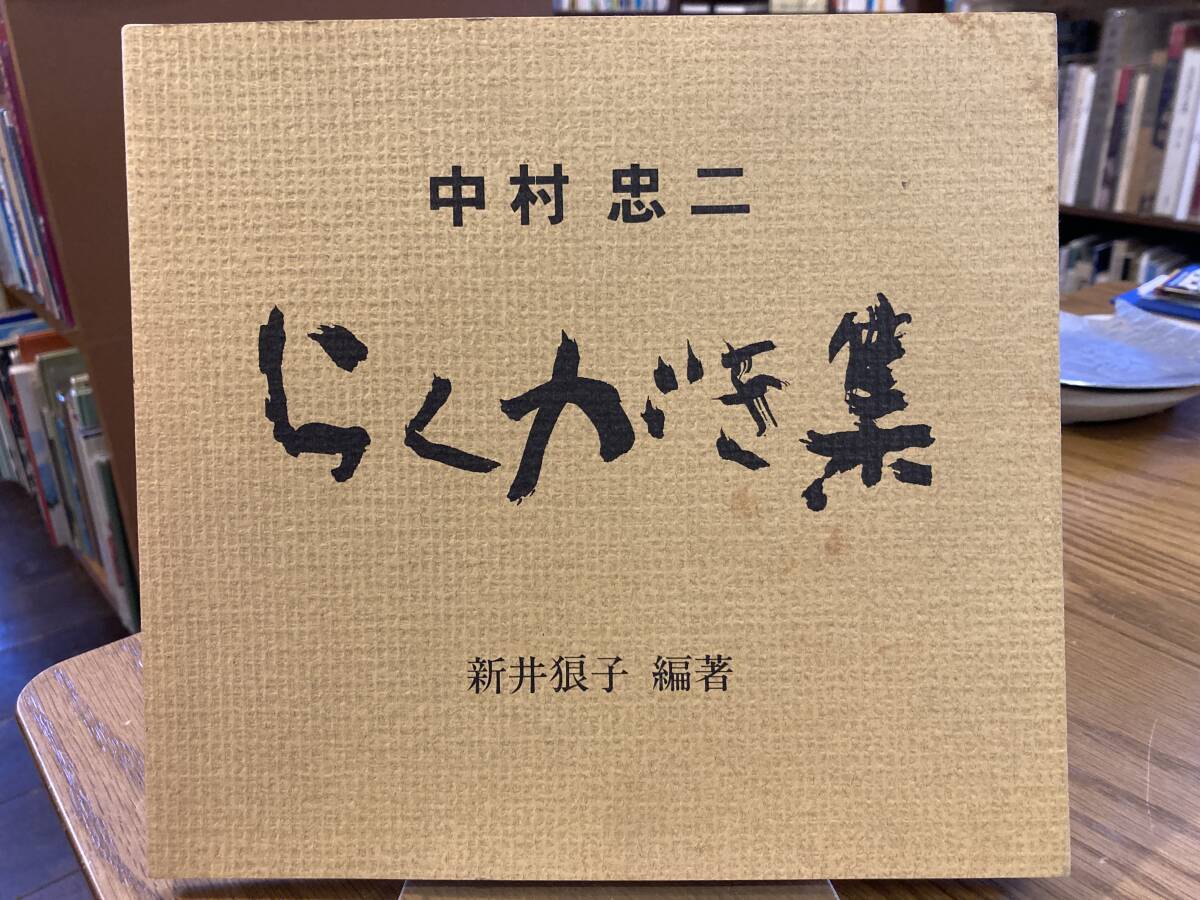 中村 忠二
らくがき集
新井狼子 編著